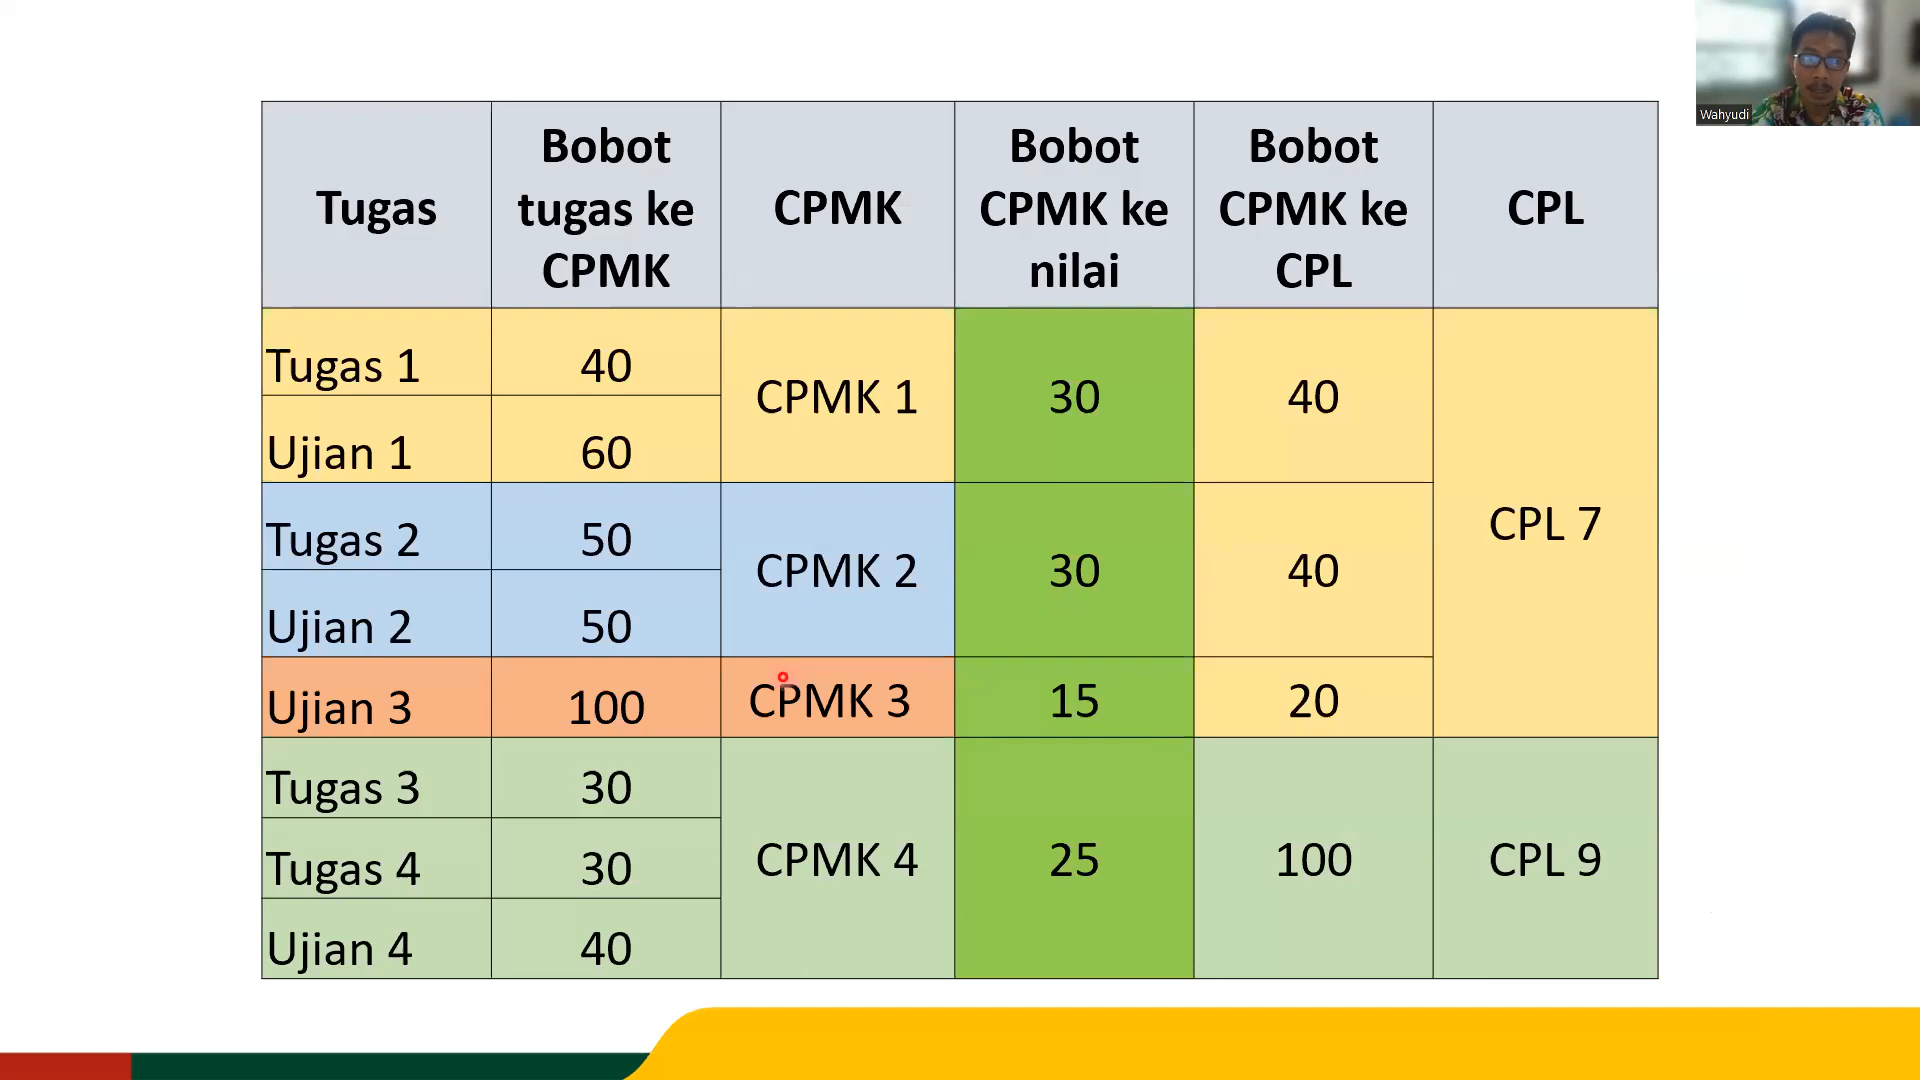 Wahyudi
Tugas
Bobot
tugas ke
CPMK
CPMK
Bobot
CPMK ke
nilai
Bobot
CPMK ke
CPL
CPL
Tugas 1
40
CPMK 1
30
40
CPL 7
Ujian 1
60
Tugas 2
50
CPMK 2
30
40
Ujian 2
50
Ujian 3
100
CPMK 3
15
20
Tugas 3
30
CPMK 4
25
100
CPL 9
Tugas 4
30
Ujian 4
40